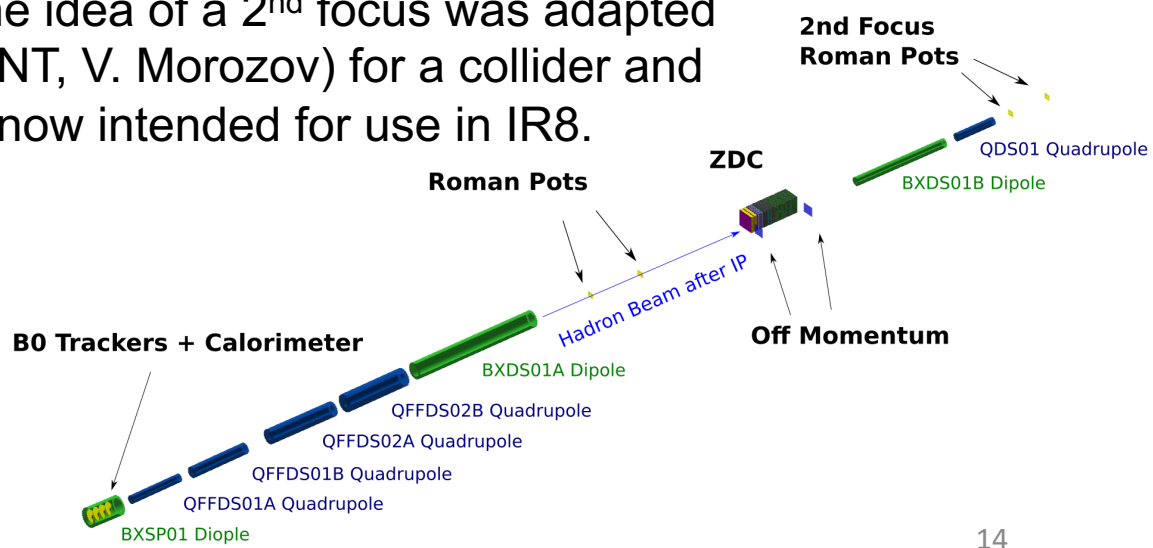 he idea of a 2nd focus was adapted
NT, V. Morozov) for a collider and
now intended for use in IR8.
2nd Focus
Roman Pots
QDS01 Quadrupole
ZDC
BXDS01B Dipole
Roman Pots
Hadron Beam after IP
Off Momentum
B0 Trackers + Calorimeter
BXDS01A Dipole
QFFDS02B Quadrupole
QFFDS02A Quadrupole
QFFDS01B Quadrupole
QFFDS01A Quadrupole
BXSP01 Diople
14